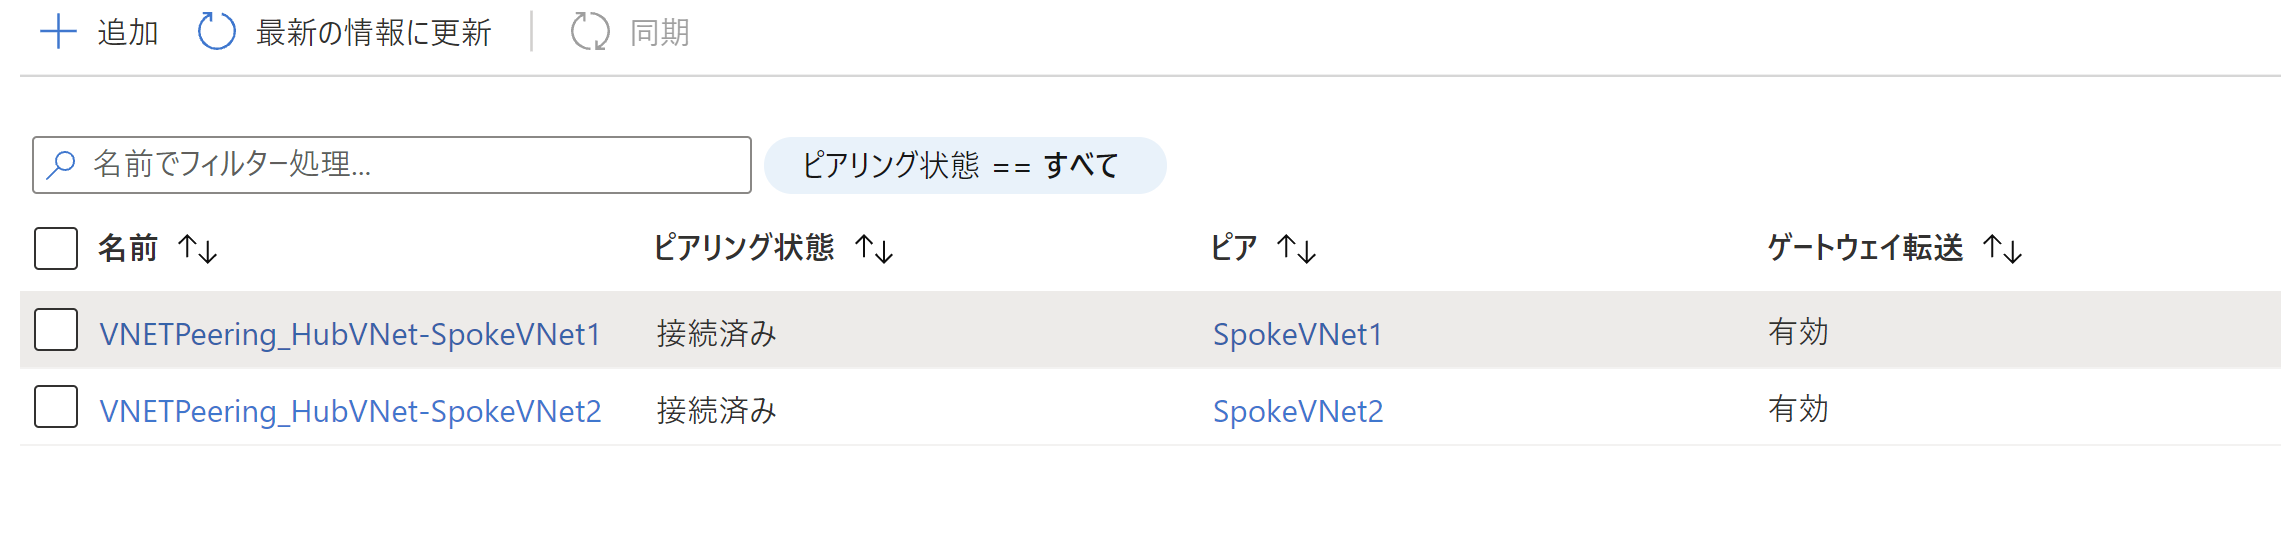 追加 最新の情報に更新 同期
名前でフィルター処理... ピアリング状態 == すべて
名前 ↑↓ ピアリング状態 ↑↓ ピア ↑↓ ゲートウェイ転送 ↑↓
VNETPeering_HubVNet-SpokeVNet1 接続済み SpokeVNet1 有効
VNETPeering_HubVNet-SpokeVNet2 接続済み SpokeVNet2 有効